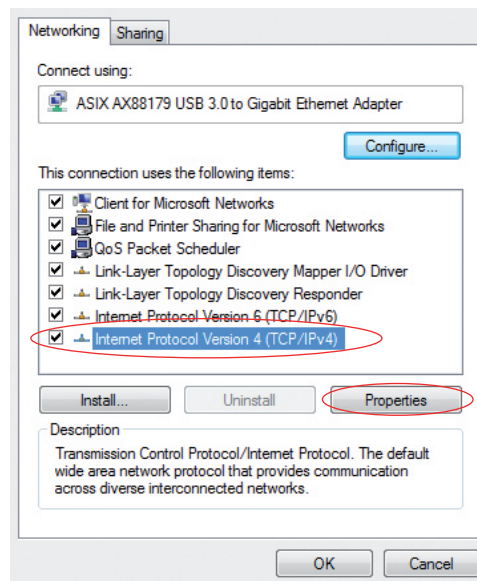 Networking Sharing
Connect using:
ASIX AX88179 USB 3.0 to Gigabit Ethernet Adapter
Configure...
This connection uses the following items:
Client for Microsoft Networks
File and Printer Sharing for Microsoft Networks
QoS Packet Scheduler
Link-Layer Topology Discovery Mapper I/O Driver
Link-Layer Topology Discovery Responder
Internet Protocol Version 6 (TCP/IPv6)
Internet Protocol Version 4 (TCP/IPv4)
Install... Uninstall Properties
Description
Transmission Control Protocol/Internet Protocol. The default
wide area network protocol that provides communication
across diverse interconnected networks.
OK Cancel